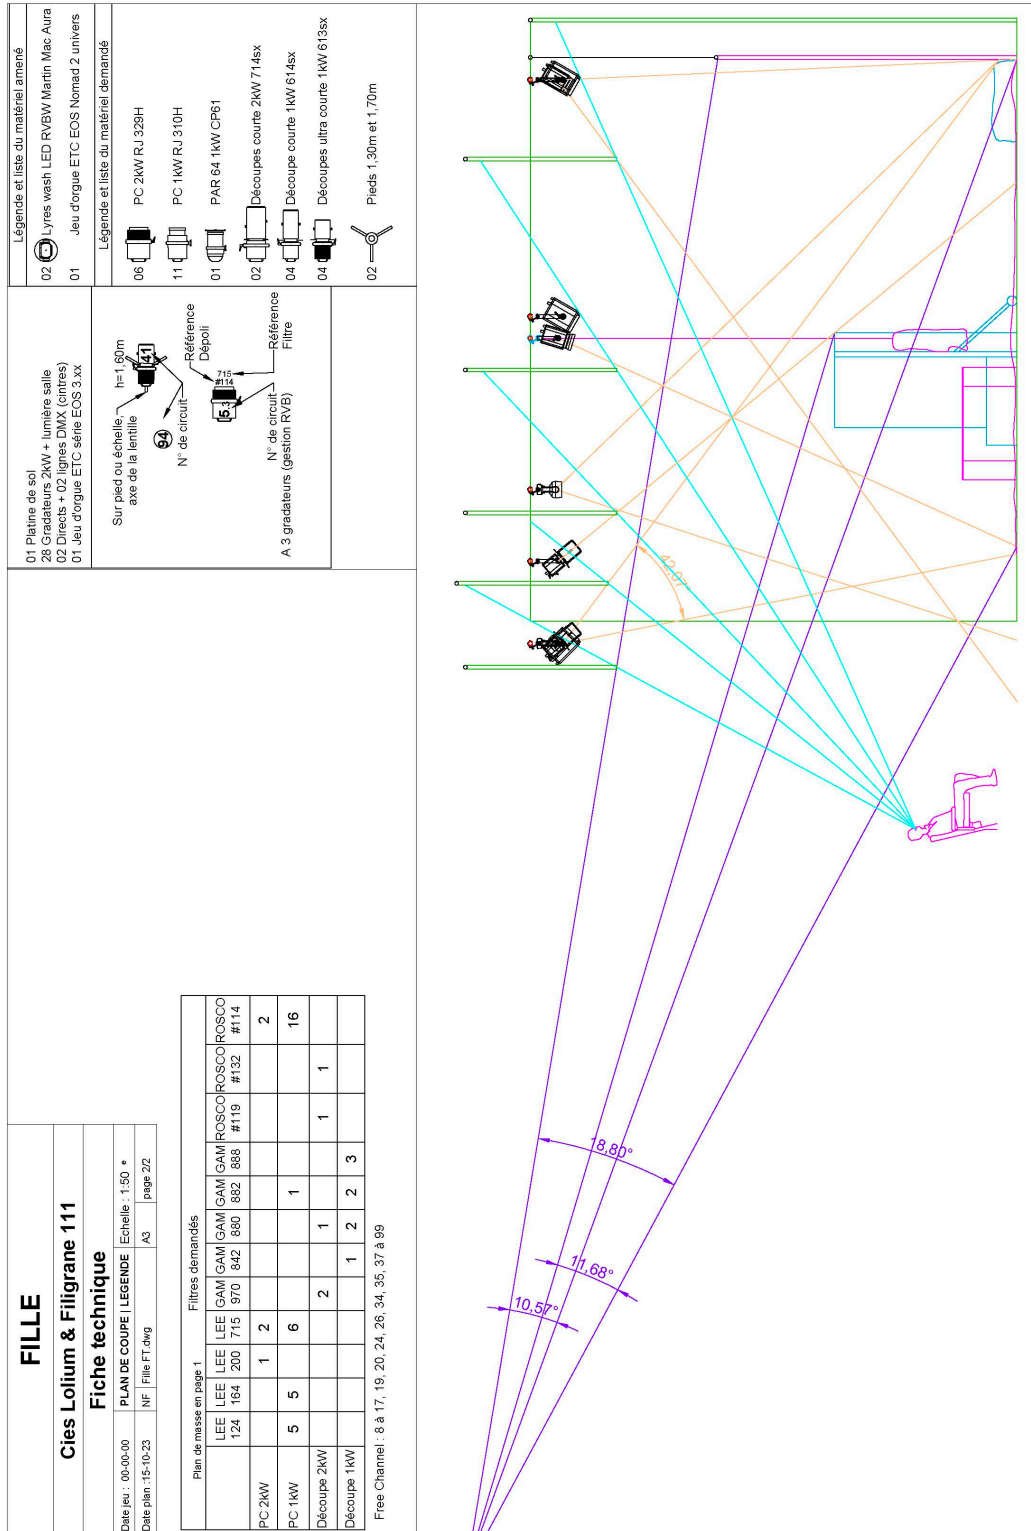 FILLE
Cies Lolium & Filigrane 111
Fiche technique
Date jeu : 00-00-00 PLAN DE COUPE | LEGENDE Echelle : 1:50
Date plan :15-10-23 NF Fille FT.dwg A3 page 2/2
Plan de masse en page 1 Filtres demandés
LEE 124 LEE 164 LEE 200 LEE 715 GAM 970 GAM 842 GAM 880 GAM 882 GAM 888 ROSCO #119 ROSCO #132 ROSCO #114
PC 2kW 1 2 2
PC 1kW 5 5 6 1 16
Découpe 2kW 2 1 1 1
Découpe 1kW 1 2 2 3
Free Channel : 8 à 17, 19, 20, 24, 26, 34, 35, 37 à 99
01 Platine de sol
28 Gradateurs 2kW + lumière salle
02 Directs + 02 lignes DMX (cintres)
01 Jeu d'orgue ETC série EOS 3.xx
Sur pied ou échelle, h=1,60m
axe de la lentille
41
94
N° de circuit
Référence
Dépoli
715
#114
5.3
Référence
Filtre
N° de circuit
A 3 gradateurs (gestion RVB)
Légende et liste du matériel amené
02 Lyres wash LED RVBW Martin Mac Aura
01 Jeu d'orgue ETC EOS Nomad 2 univers
Légende et liste du matériel demandé
06 PC 2kW RJ 329H
11 PC 1kW RJ 310H
01 PAR 64 1kW CP61
02 Découpes courte 2kW 714sx
04 Découpe courte 1kW 614sx
04 Découpes ultra courte 1kW 613sx
02 Pieds 1,30m et 1,70m
42,07°
18,80°
11,68°
10,57°